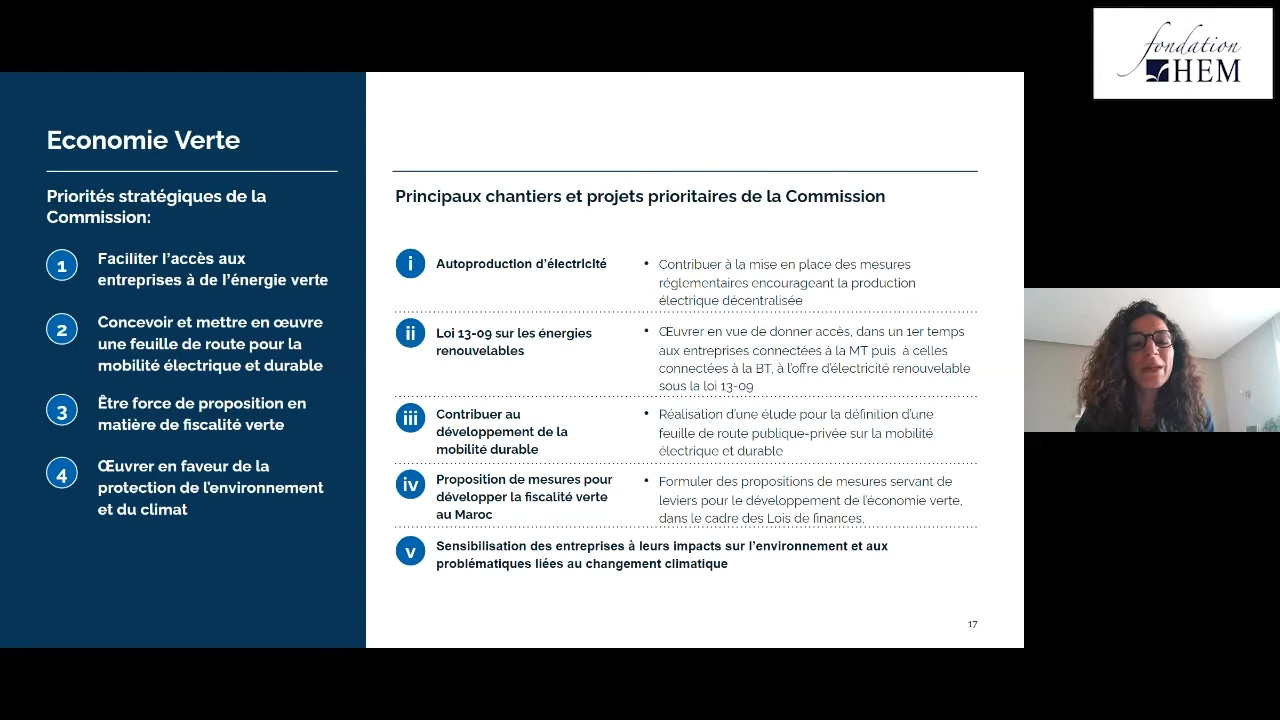 fondation
HEM
Economie Verte
Priorités stratégiques de la
Commission:
1
Faciliter l'accès aux
entreprises à de l'énergie verte
2
Concevoir et mettre en œuvre
une feuille de route pour la
mobilité électrique et durable
3
Être force de proposition en
matière de fiscalité verte
4
Œuvrer en faveur de la
protection de l'environnement
et du climat
Principaux chantiers et projets prioritaires de la Commission
i
Autoproduction d'électricité
• Contribuer à la mise en place des mesures
réglementaires encourageant la production
électrique décentralisée
ii
Loi 13-09 sur les énergies
renouvelables
• Œuvrer en vue de donner accès, dans un 1er temps
aux entreprises connectées à la MT puis à celles
connectées à la BT, à l'offre d'électricité renouvelable
sous la loi 13-09
iii
Contribuer au
développement de la
mobilité durable
• Réalisation d'une étude pour la définition d'une
feuille de route publique-privée sur la mobilité
électrique et durable
iv
Proposition de mesures pour
développer la fiscalité verte
au Maroc
• Formuler des propositions de mesures servant de
leviers pour le développement de l'économie verte,
dans le cadre des Lois de finances.
v
Sensibilisation des entreprises à leurs impacts sur l'environnement et aux
problématiques liées au changement climatique
17